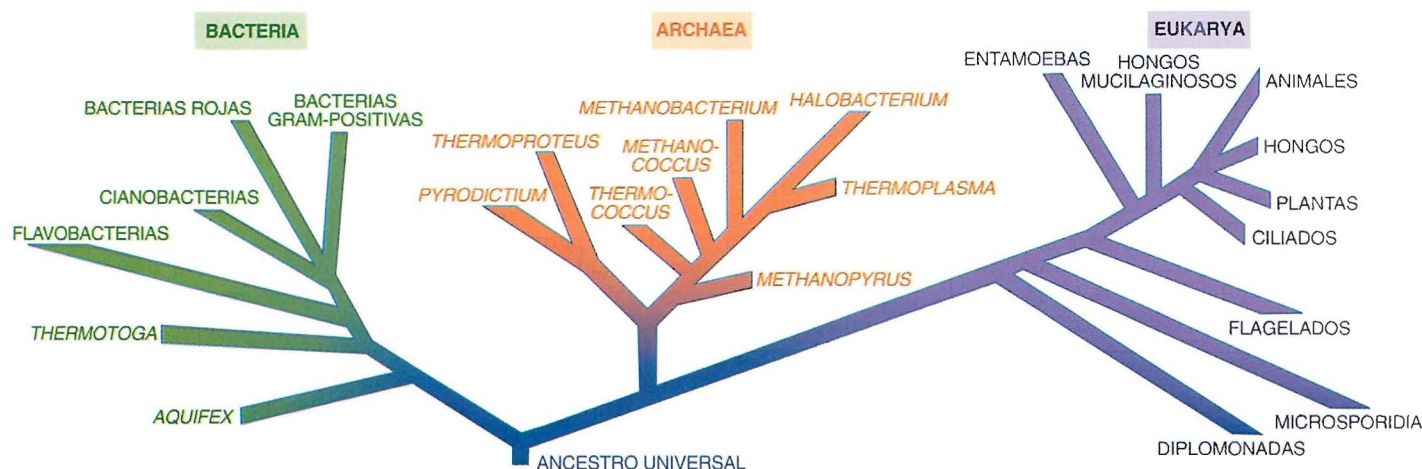 BACTERIA
ARCHAEA
EUKARYA
BACTERIAS ROJAS
BACTERIAS
GRAM-POSITIVAS
CIANOBACTERIAS
FLAVOBACTERIAS
THERMOTOGA
AQUIFEX
THERMOPROTEUS
PYRODICTIUM
METHANOBACTERIUM
METHANO-
COCCUS
THERMO-
COCCUS
HALOBACTERIUM
THERMOPLASMA
METHANOPYRUS
ENTAMOEBAS
HONGOS
MUCILAGINOSOS
ANIMALES
HONGOS
PLANTAS
CILIADOS
FLAGELADOS
MICROSPORIDIA
DIPLOMONADAS
ANCESTRO UNIVERSAL